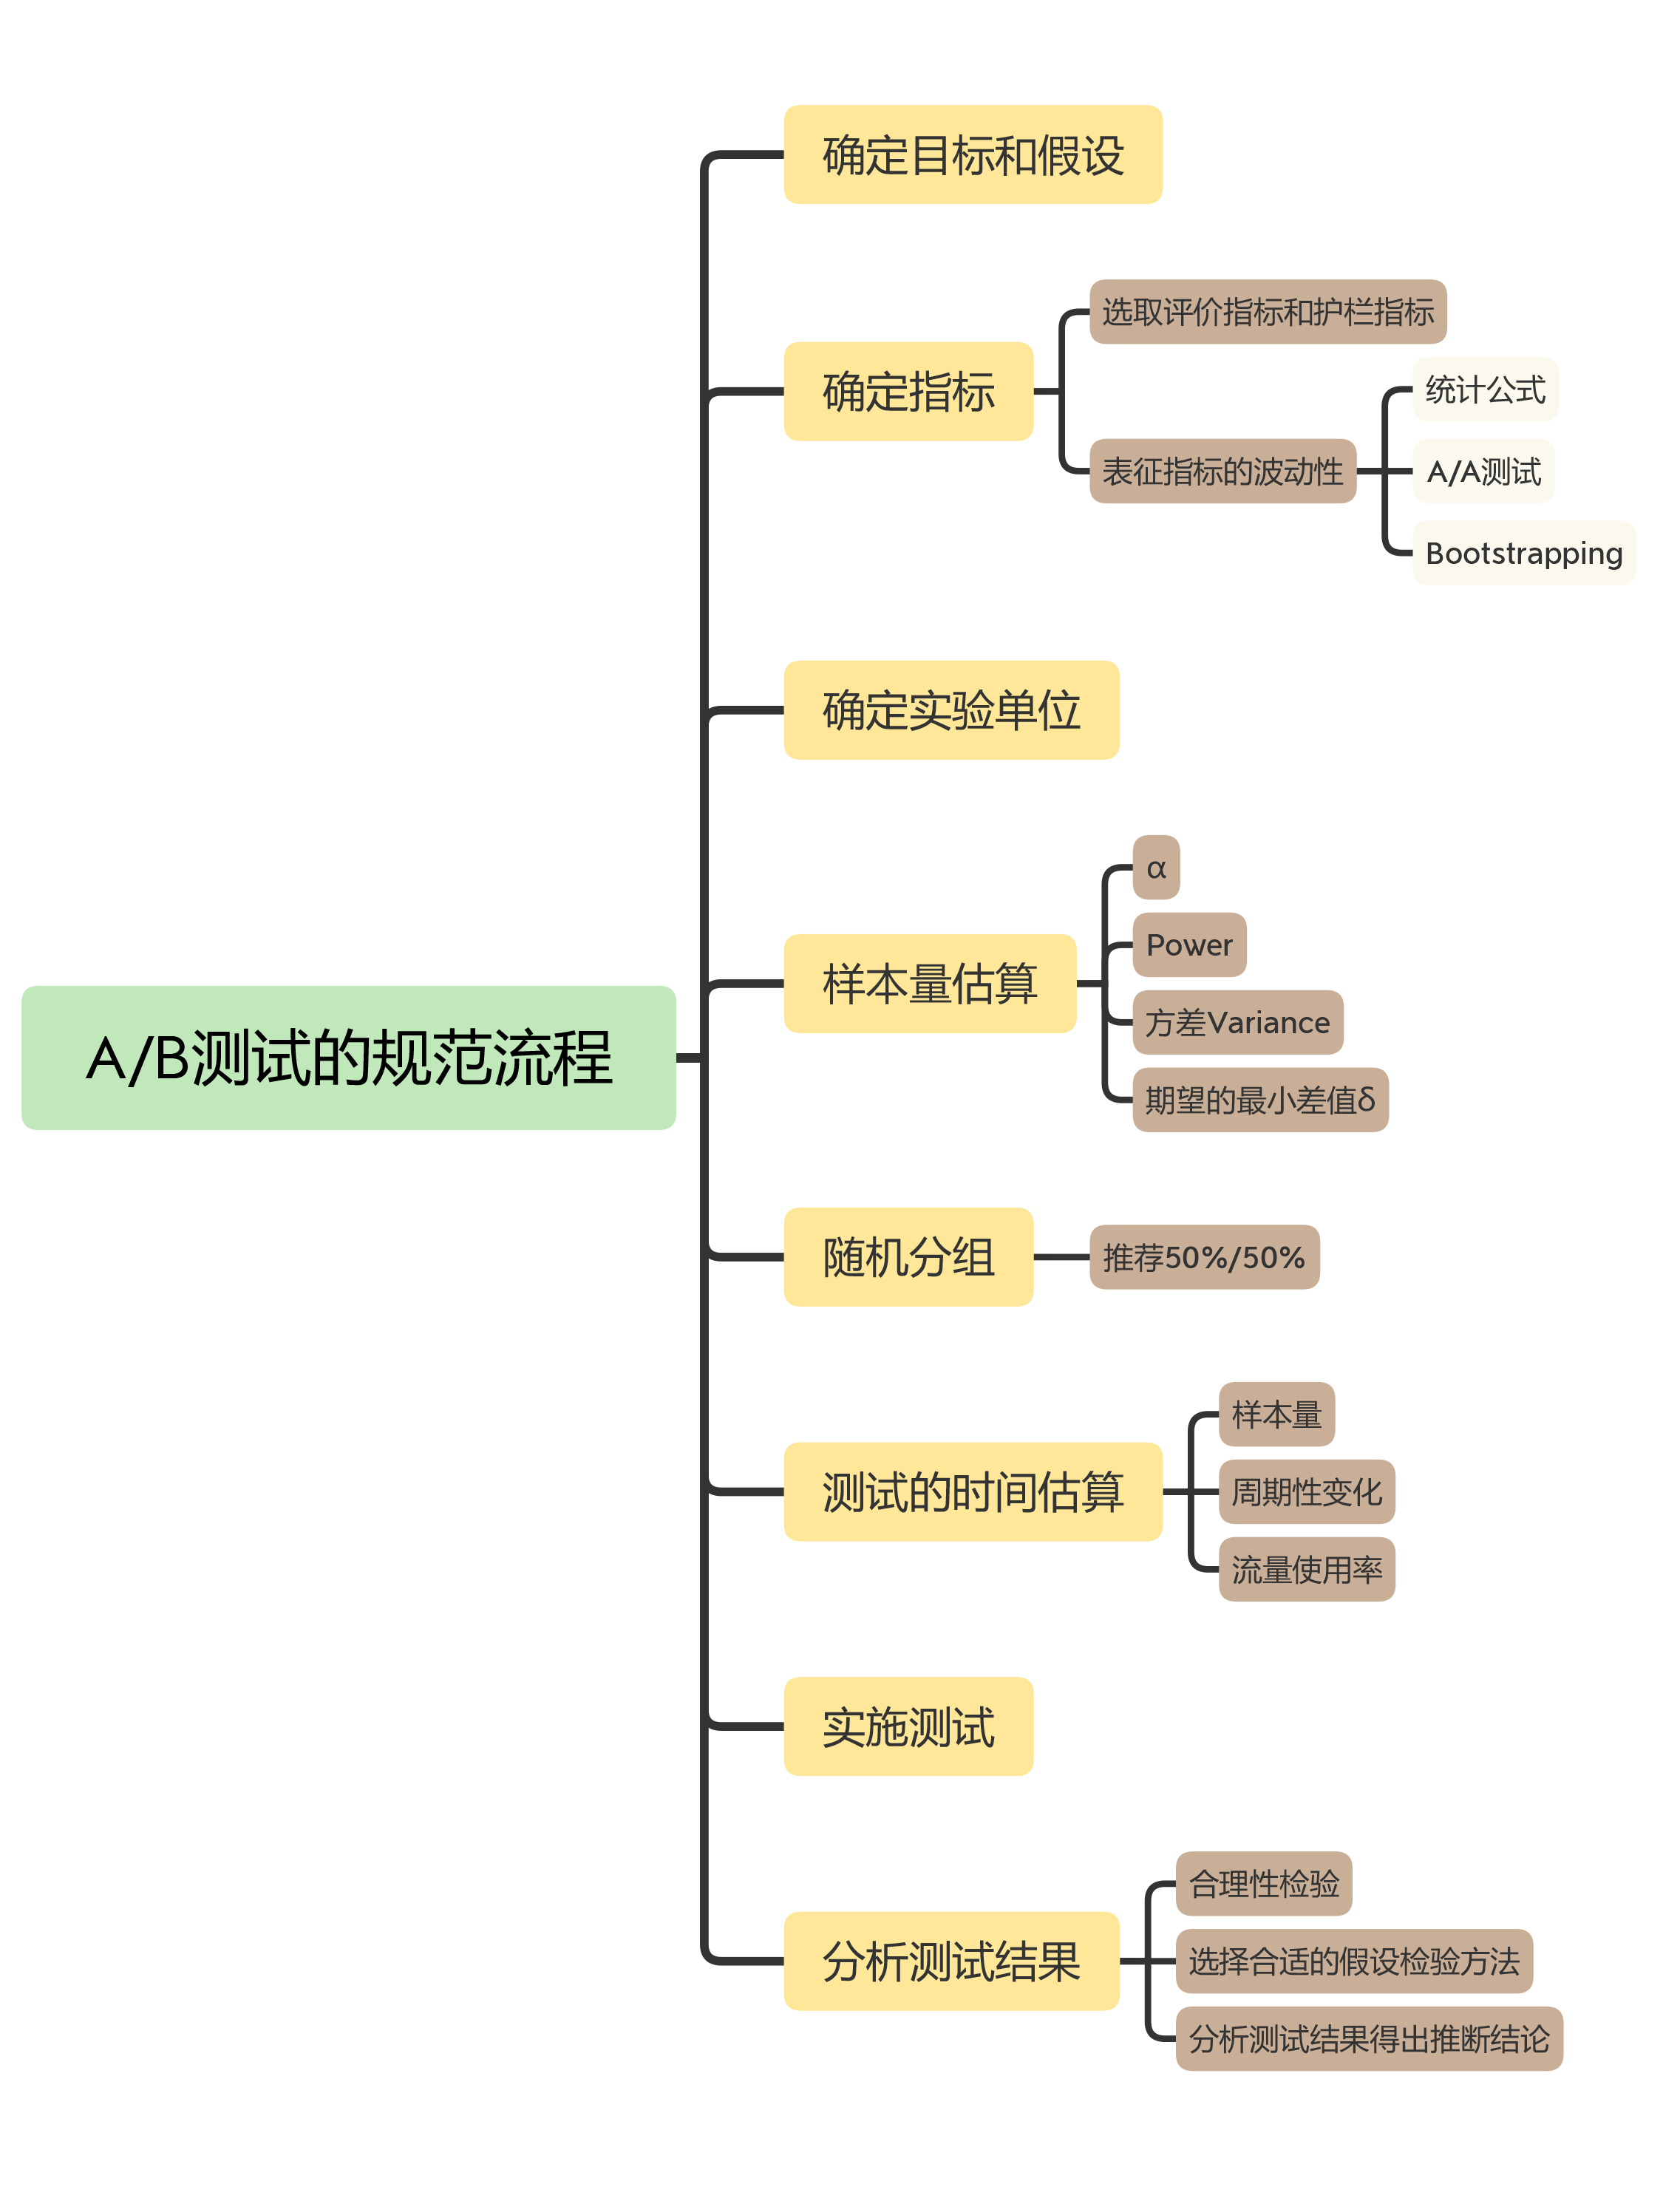 A/B测试的规范流程
确定目标和假设
确定指标
选取评价指标和护栏指标
表征指标的波动性
统计公式
A/A测试
Bootstrapping
确定实验单位
样本量估算
α
Power
方差Variance
期望的最小差值δ
随机分组
推荐50%/50%
测试的时间估算
样本量
周期性变化
流量使用率
实施测试
分析测试结果
合理性检验
选择合适的假设检验方法
分析测试结果得出推断结论